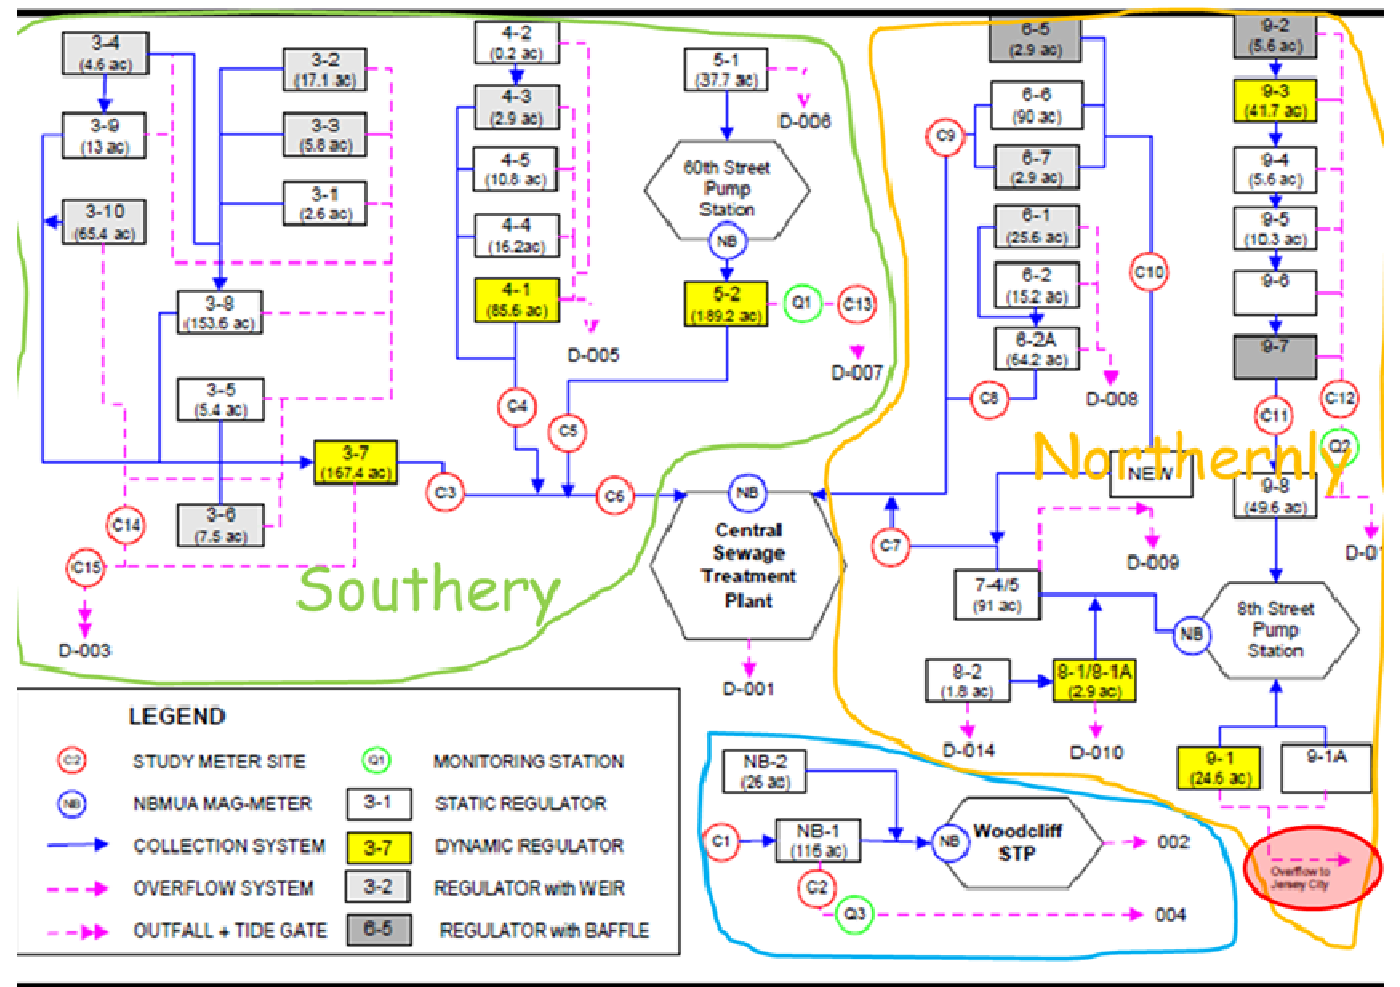 3-4
(4.6 ac)
3-9
(13 ac)
3-10
(65.4 ac)
3-2
(17.1 ac)
3-3
(5.8 ac)
3-1
(2.6 ac)
3-8
(153.6 ac)
3-5
(5.4 ac)
3-7
(167.4 ac)
3-6
(7.5 ac)
C14
C15
D-003
C3
4-2
(0.2 ac)
4-3
(2.9 ac)
4-5
(10.8 ac)
4-4
(16.2ac)
4-1
(85.6 ac)
D-005
C4
C5
C6
5-1
(37.7 ac)
D-006
60th Street
Pump
Station
NB
5-2
(189.2 ac)
Q1
C13
D-007
Southery
NB
Central
Sewage
Treatment
Plant
D-001
6-5
(2.9 ac)
6-6
(90 ac)
6-7
(2.9 ac)
C9
6-1
(25.6 ac)
6-2
(15.2 ac)
6-2A
(64.2 ac)
C8
D-008
C10
C7
NEW
Northernly
9-2
(5.6 ac)
9-3
(41.7 ac)
9-4
(5.6 ac)
9-5
(10.3 ac)
9-6
9-7
C12
C11
Q2
9-8
(49.6 ac)
D-01
D-009
7-4/5
(91 ac)
NB
8th Street
Pump
Station
8-2
(1.8 ac)
8-1/8-1A
(2.9 ac)
D-014
D-010
9-1
(24.6 ac)
9-1A
Overflow to
Jersey City
NB-2
(26 ac)
C1
NB-1
(116 ac)
NB
Woodcliff
STP
002
C2
Q3
004
LEGEND
C2
STUDY METER SITE
Q1
MONITORING STATION
NB
NBMUA MAG-METER
3-1
STATIC REGULATOR
COLLECTION SYSTEM
3-7
DYNAMIC REGULATOR
OVERFLOW SYSTEM
3-2
REGULATOR with WEIR
OUTFALL + TIDE GATE
6-5
REGULATOR with BAFFLE